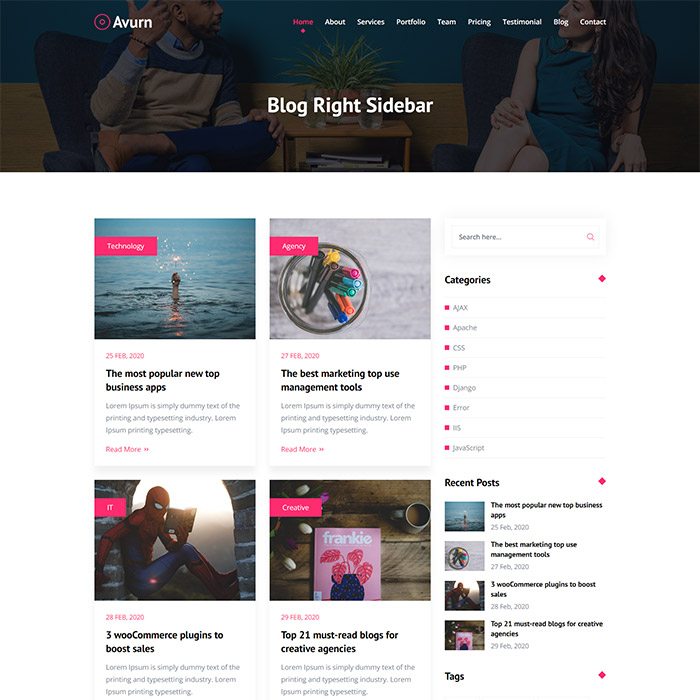 Avurn
Home About Services Portfolio Team Pricing Testimonial Blog Contact
Blog Right Sidebar
Technology
25 FEB, 2020
The most popular new top
business apps
Lorem Ipsum is simply dummy text of the
printing and typesetting industry. Lorem
Ipsum printing typesetting.
Read More »
Agency
27 FEB, 2020
The best marketing top use
management tools
Lorem Ipsum is simply dummy text of the
printing and typesetting industry. Lorem
Ipsum printing typesetting.
Read More »
IT
28 FEB, 2020
3 wooCommerce plugins to
boost sales
Lorem Ipsum is simply dummy text of the
printing and typesetting industry. Lorem
Creative
frankie
29 FEB, 2020
Top 21 must-read blogs for
creative agencies
Lorem Ipsum is simply dummy text of the
printing and typesetting industry. Lorem
Search here...
Categories
AJAX
Apache
CSS
PHP
Django
Error
IIS
JavaScript
Recent Posts
The most popular new top business
apps
25 Feb, 2020
The best marketing top use
management tools
27 Feb, 2020
3 wooCommerce plugins to boost
sales
28 Feb, 2020
Top 21 must-read blogs for creative
agencies
29 Feb, 2020
Tags